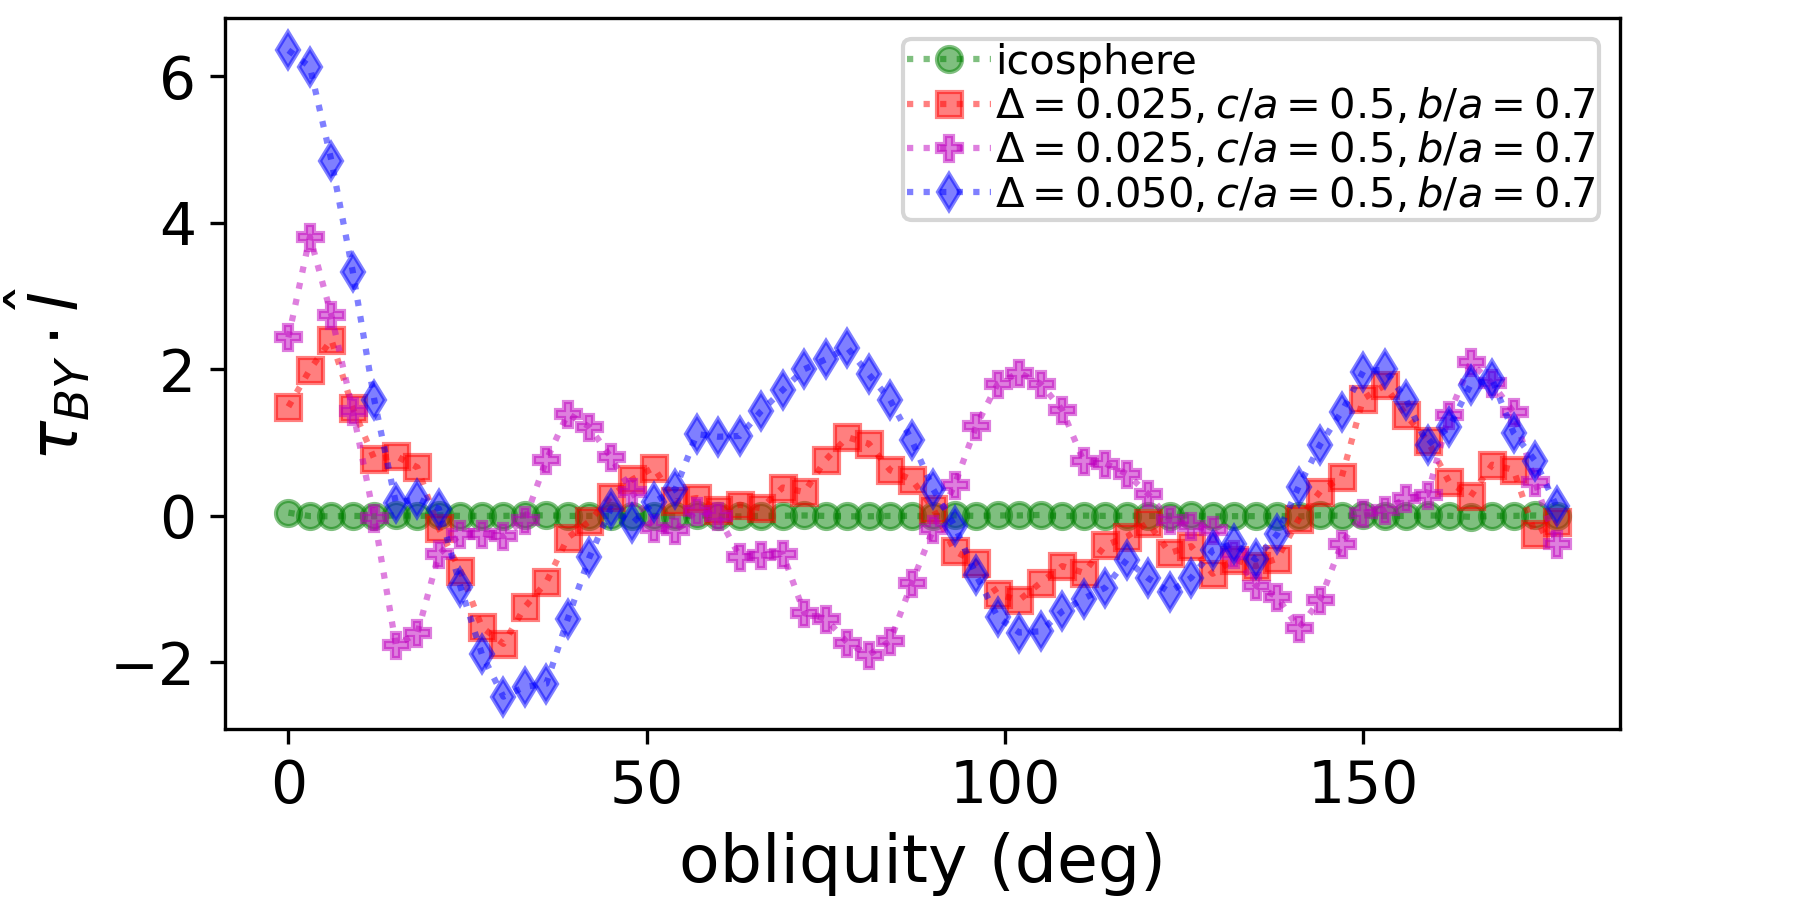 τ_BY · l̂
6
4
2
0
−2
icosphere
Δ = 0.025, c/a = 0.5, b/a = 0.7
Δ = 0.025, c/a = 0.5, b/a = 0.7
Δ = 0.050, c/a = 0.5, b/a = 0.7
0 50 100 150
obliquity (deg)